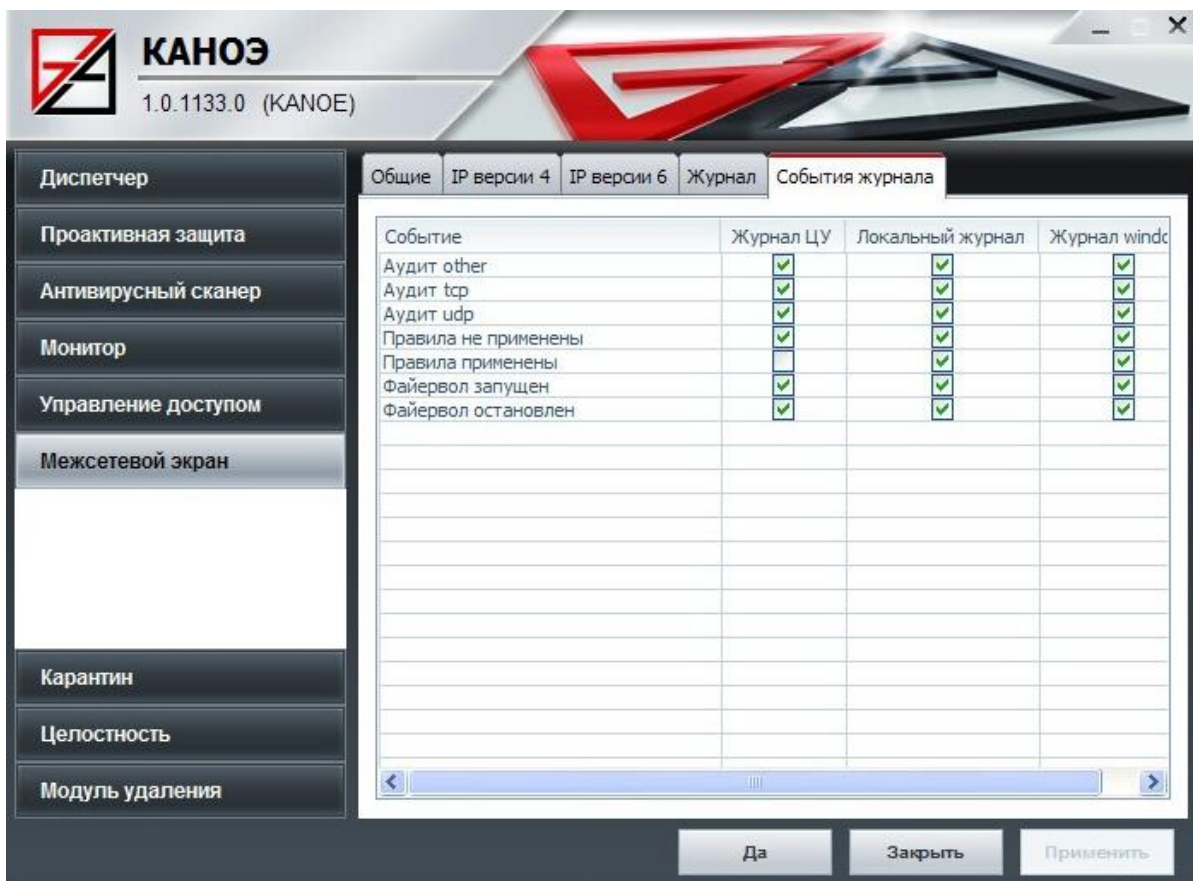 КАНОЭ
1.0.1133.0 (KANOE)
Диспетчер
Проактивная защита
Антивирусный сканер
Монитор
Управление доступом
Межсетевой экран
Карантин
Целостность
Модуль удаления
Общие IP версии 4 IP версии 6 Журнал События журнала
Событие Журнал ЦУ Локальный журнал Журнал windo
Аудит other
Аудит tcp
Аудит udp
Правила не применены
Правила применены
Файервол запущен
Файервол остановлен
Да Закрыть Применить